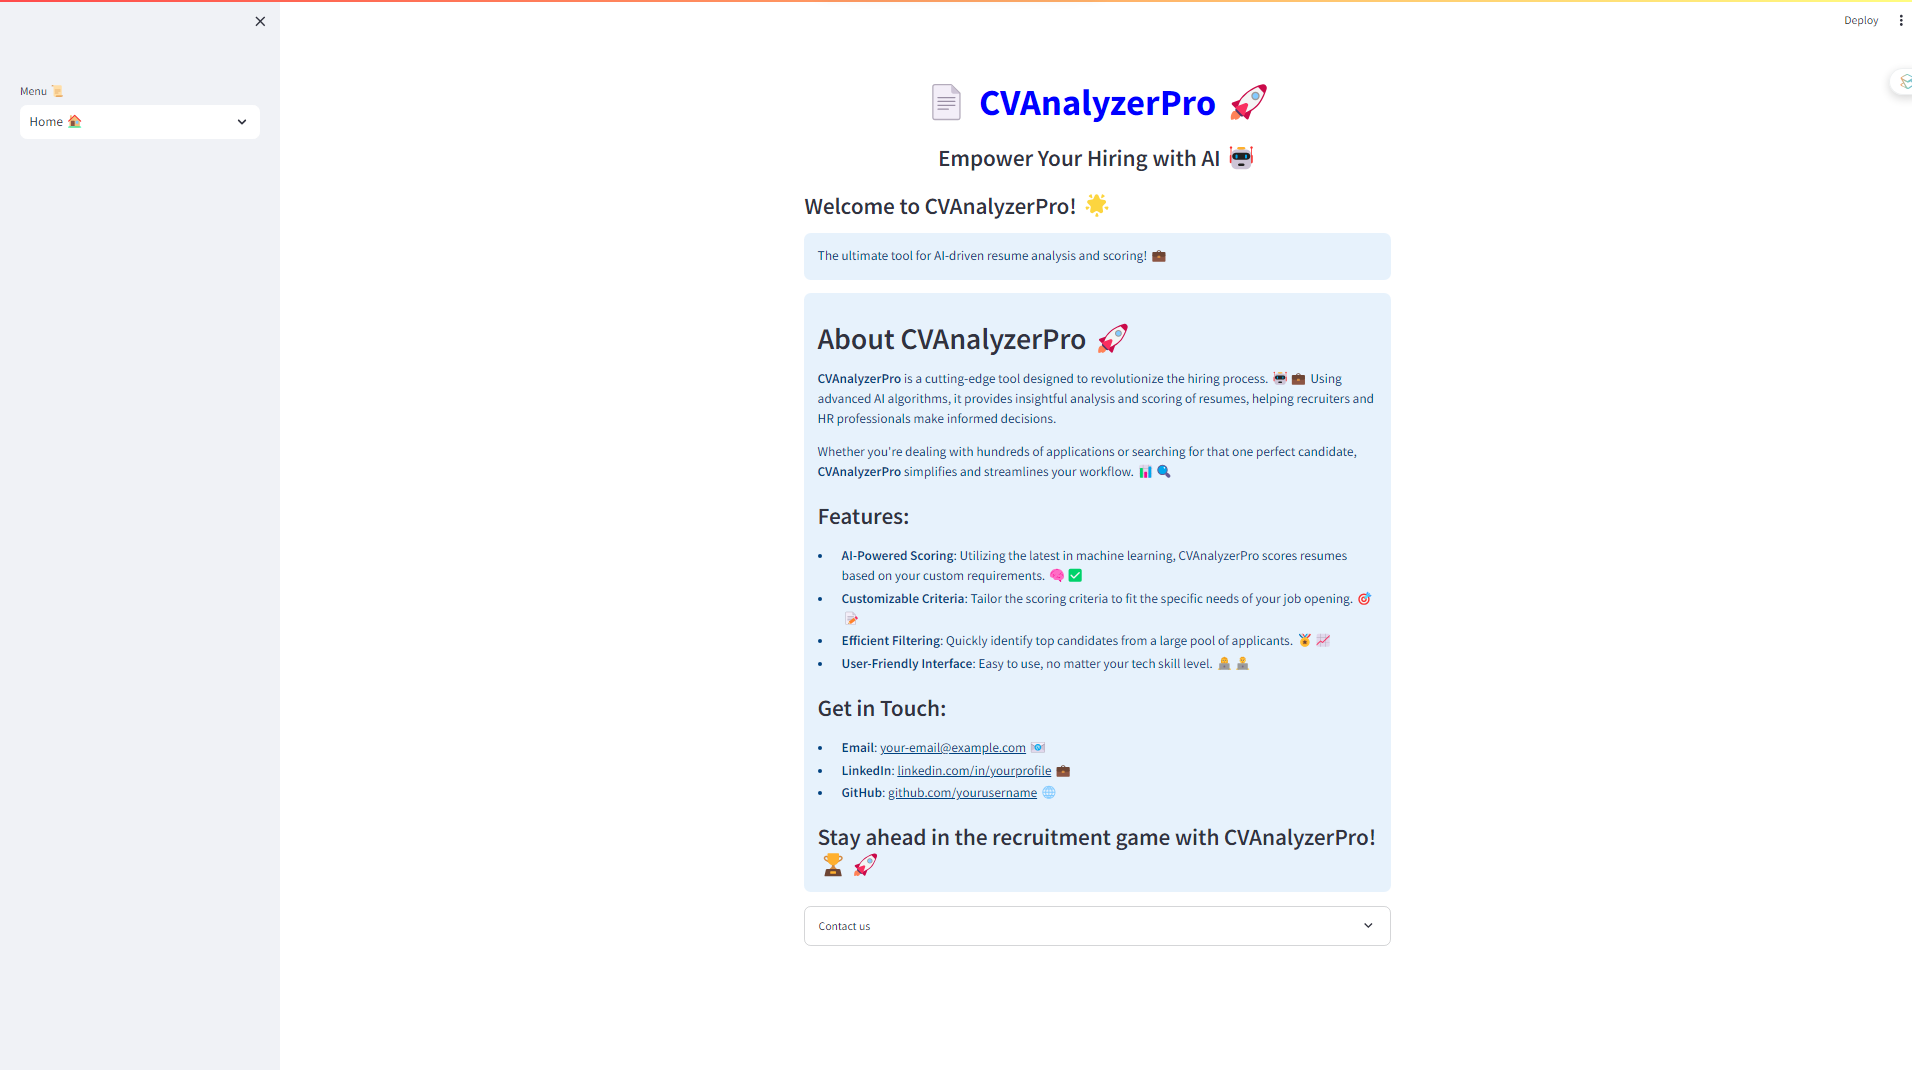 Deploy
Menu 📜
Home 🏠
📄 CVAnalyzerPro 🚀
Empower Your Hiring with AI 🤖
Welcome to CVAnalyzerPro! 🌟
The ultimate tool for AI-driven resume analysis and scoring! 💼
About CVAnalyzerPro 🚀
CVAnalyzerPro is a cutting-edge tool designed to revolutionize the hiring process. 🤖 💼 Using
advanced AI algorithms, it provides insightful analysis and scoring of resumes, helping recruiters and
HR professionals make informed decisions.
Whether you're dealing with hundreds of applications or searching for that one perfect candidate,
CVAnalyzerPro simplifies and streamlines your workflow. 📊 🔍
Features:
• AI-Powered Scoring: Utilizing the latest in machine learning, CVAnalyzerPro scores resumes
based on your custom requirements. 🧠 ✅
• Customizable Criteria: Tailor the scoring criteria to fit the specific needs of your job opening. 🎯
📝
• Efficient Filtering: Quickly identify top candidates from a large pool of applicants. 🏅 📈
• User-Friendly Interface: Easy to use, no matter your tech skill level. 👩‍💻 👨‍💻
Get in Touch:
• Email: your-email@example.com 📧
• LinkedIn: linkedin.com/in/yourprofile 💼
• GitHub: github.com/yourusername 🌐
Stay ahead in the recruitment game with CVAnalyzerPro!
🏆 🚀
Contact us